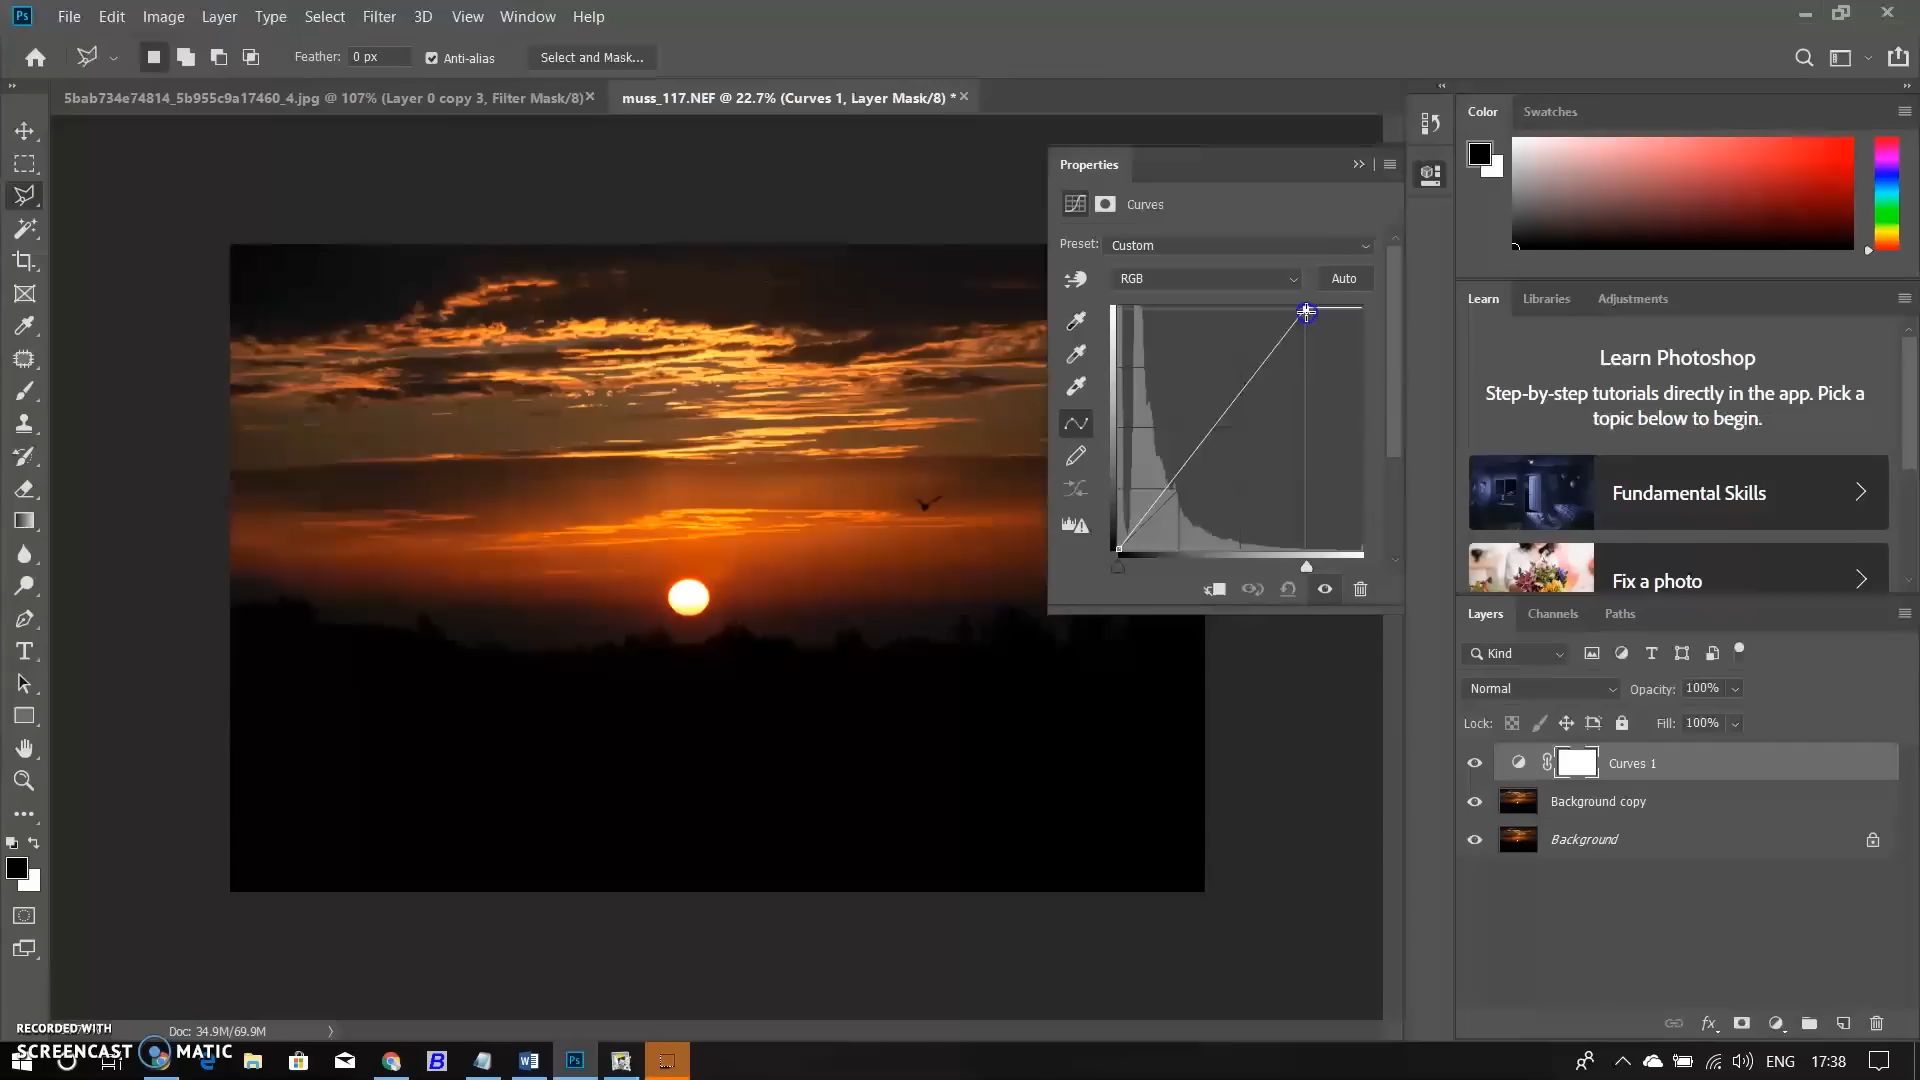 Ps File Edit Image Layer Type Select Filter 3D View Window Help
Feather: 0 px Anti-alias Select and Mask...
5bab734e74814_5b955c9a17460_4.jpg @ 107% (Layer 0 copy 3, Filter Mask/8) × muss_117.NEF @ 22.7% (Curves 1, Layer Mask/8) * ×
Properties
Curves
Preset: Custom
RGB Auto
Color Swatches
Learn Libraries Adjustments
Learn Photoshop
Step-by-step tutorials directly in the app. Pick a
topic below to begin.
Fundamental Skills
Fix a photo
Layers Channels Paths
Kind
Normal Opacity: 100%
Lock: Fill: 100%
Curves 1
Background copy
Background
fx
Doc: 34.9M/69.9M
RECORDED WITH
SCREENCAST MATIC
ENG 17:38